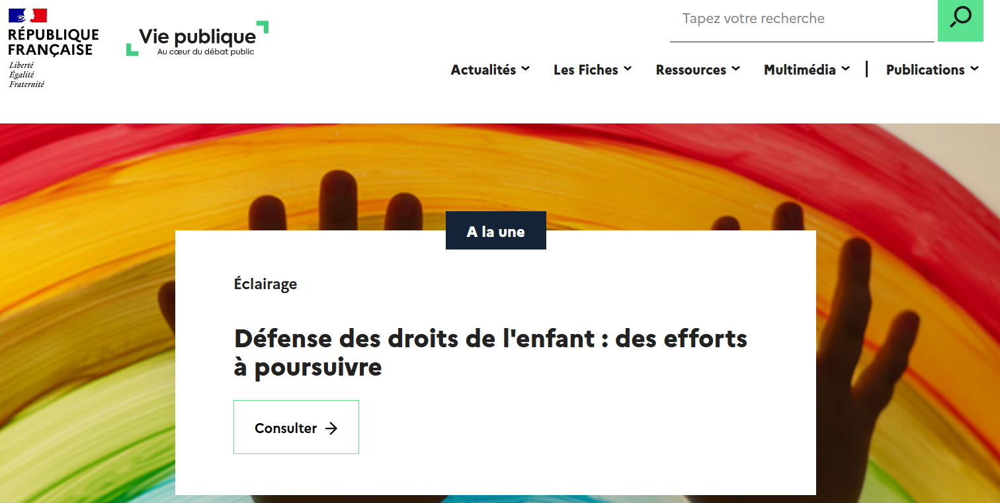 RÉPUBLIQUE
FRANÇAISE
Liberté
Égalité
Fraternité
Vie publique
Au cœur du débat public
Tapez votre recherche
Actualités
Les Fiches
Ressources
Multimédia
Publications
A la une
Éclairage
Défense des droits de l'enfant : des efforts
à poursuivre
Consulter